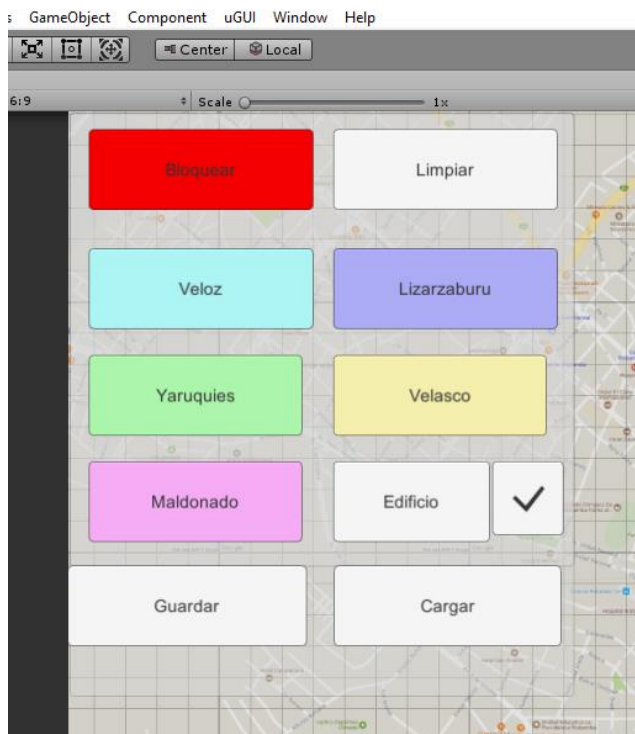 GameObject Component uGUI Window Help
Center Local
6:9 Scale 1x
Bloquear Limpiar
Veloz Lizarzaburu
Yaruquies Velasco
Maldonado Edificio
Guardar Cargar